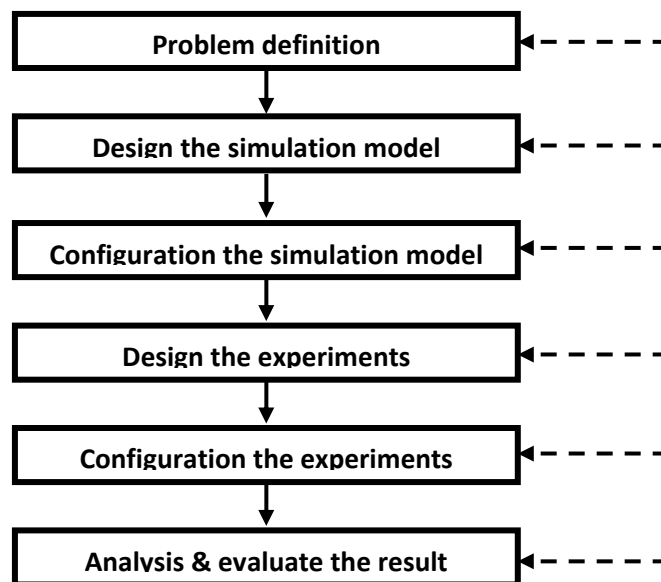 Problem definition
Design the simulation model
Configuration the simulation model
Design the experiments
Configuration the experiments
Analysis & evaluate the result